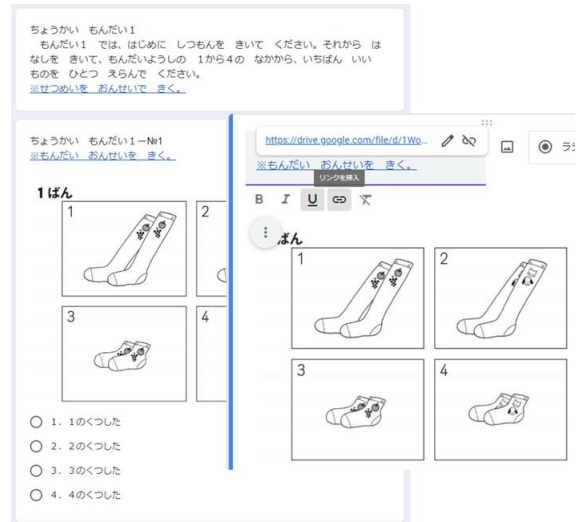 ちょうかい　もんだい１
　もんだい１　では、はじめに　しつもんを　きいて　ください。それから　は
なしを　きいて、もんだいようしの　１から４の　なかから、いちばん　いい
ものを　ひとつ　えらんで　ください。
※せつめいを　おんせいで　きく。
ちょうかい　もんだい１－№1
※もんだい　おんせいを　きく。
1ばん
1
2
3
4
○ １．１のくつした
○ ２．２のくつした
○ ３．３のくつした
○ ４．４のくつした
https://drive.google.com/file/d/1Wo...
※もんだい　おんせいを　きく。
リンクを挿入
B I U
ばん
1
2
3
4